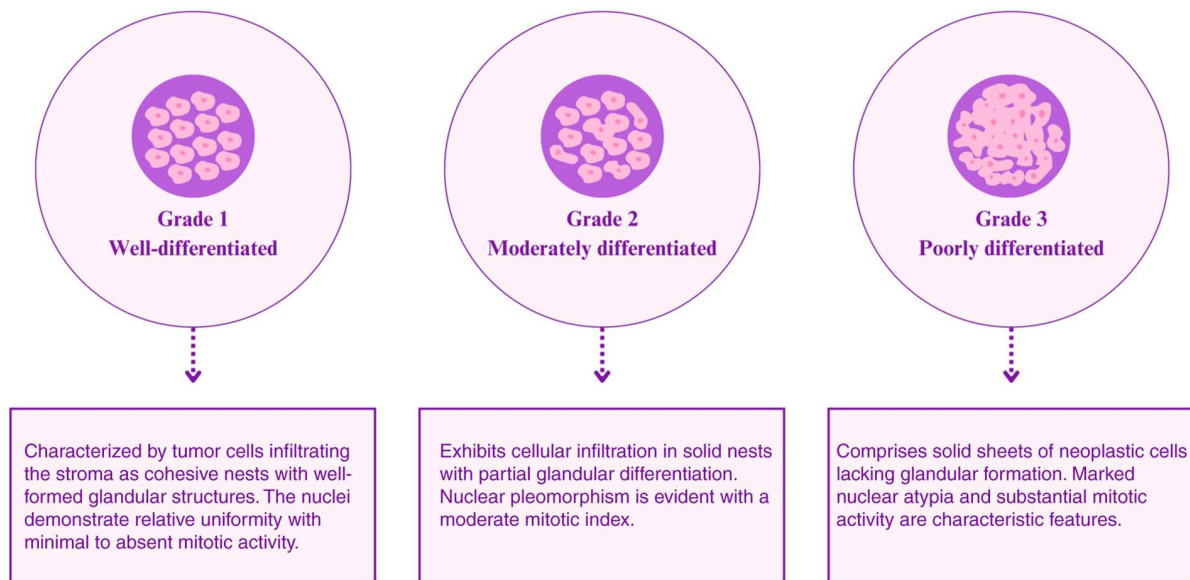 Grade 1
Well-differentiated
Grade 2
Moderately differentiated
Grade 3
Poorly differentiated
Characterized by tumor cells infiltrating
the stroma as cohesive nests with well-
formed glandular structures. The nuclei
demonstrate relative uniformity with
minimal to absent mitotic activity.
Exhibits cellular infiltration in solid nests
with partial glandular differentiation.
Nuclear pleomorphism is evident with a
moderate mitotic index.
Comprises solid sheets of neoplastic cells
lacking glandular formation. Marked
nuclear atypia and substantial mitotic
activity are characteristic features.